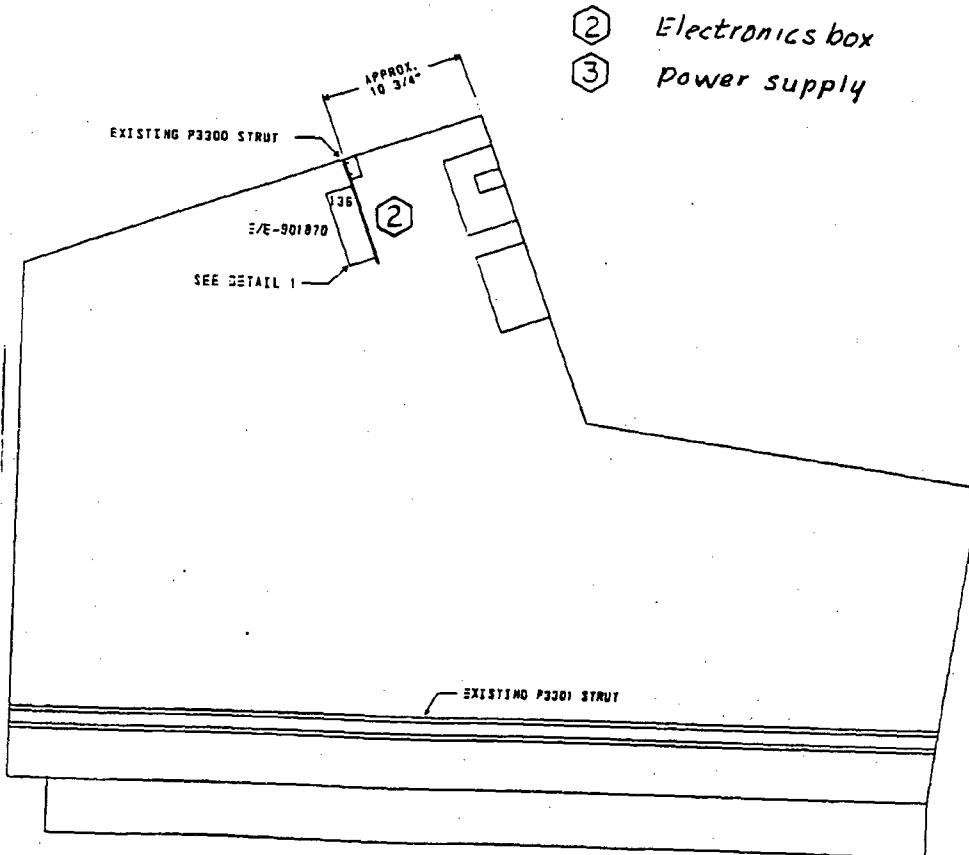 2 Electronics box
3 Power supply
APPROX.
10 3/4"
EXISTING P3300 STRUT
136
2
E/E-901870
SEE DETAIL 1
EXISTING P3301 STRUT